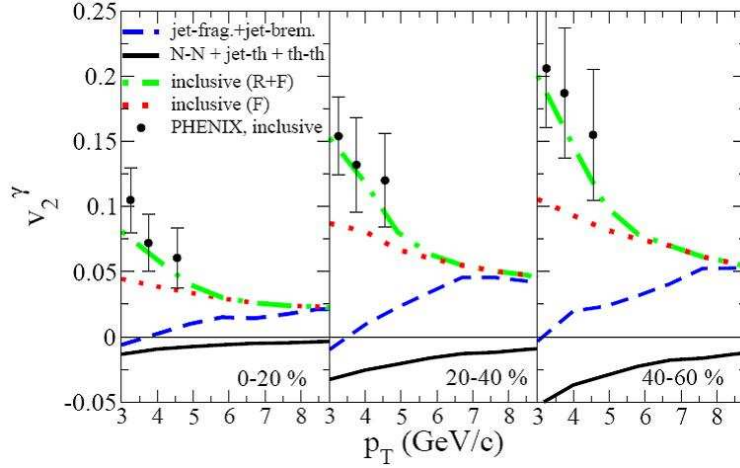 0.25
0.2
0.15
0.1
0.05
0
-0.05
v₂^γ
jet-frag.+jet-brem.
N-N + jet-th + th-th
inclusive (R+F)
inclusive (F)
PHENIX, inclusive
0-20 %
20-40 %
40-60 %
3 4 5 6 7 8 3 4 5 6 7 8 3 4 5 6 7 8
p_T (GeV/c)